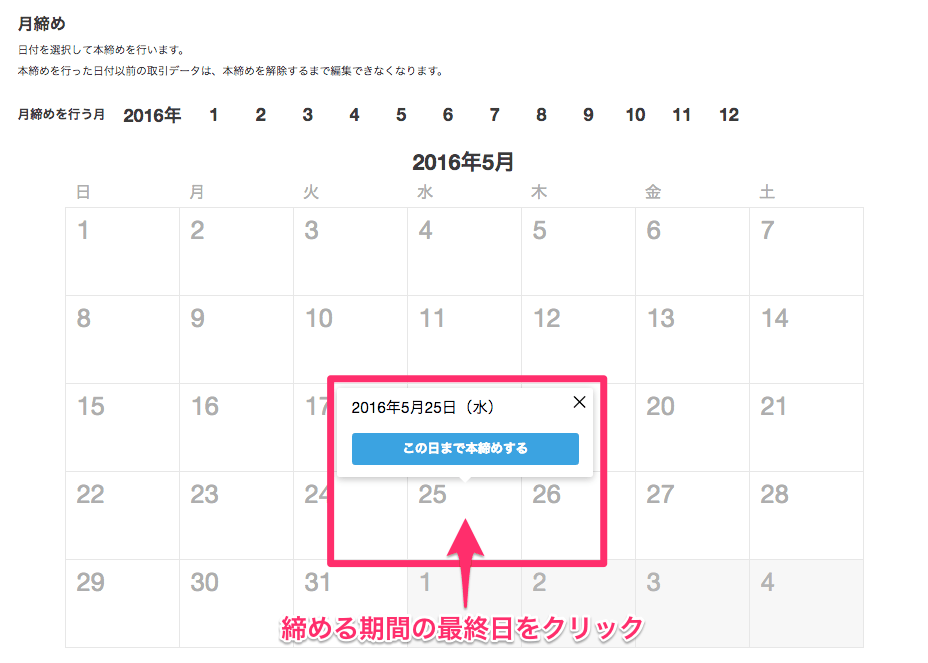 月締め
日付を選択して本締めを行います。
本締めを行った日付以前の取引データは、本締めを解除するまで編集できなくなります。
月締めを行う月 2016年 1 2 3 4 5 6 7 8 9 10 11 12
2016年5月
日 月 火 水 木 金 土
1 2 3 4 5 6 7
8 9 10 11 12 13 14
15 16 17 20 21
2016年5月25日（水） ×
この日まで本締めする
22 23 24 25 26 27 28
29 30 31 1 2 3 4
締める期間の最終日をクリック